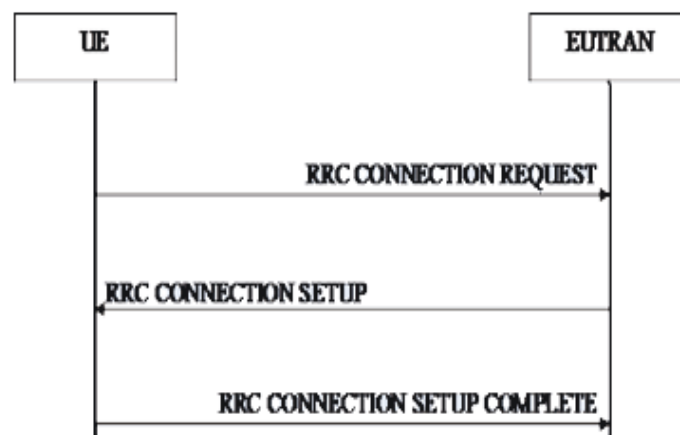 UE
EUTRAN
RRC CONNECTION REQUEST
RRC CONNECTION SETUP
RRC CONNECTION SETUP COMPLETE